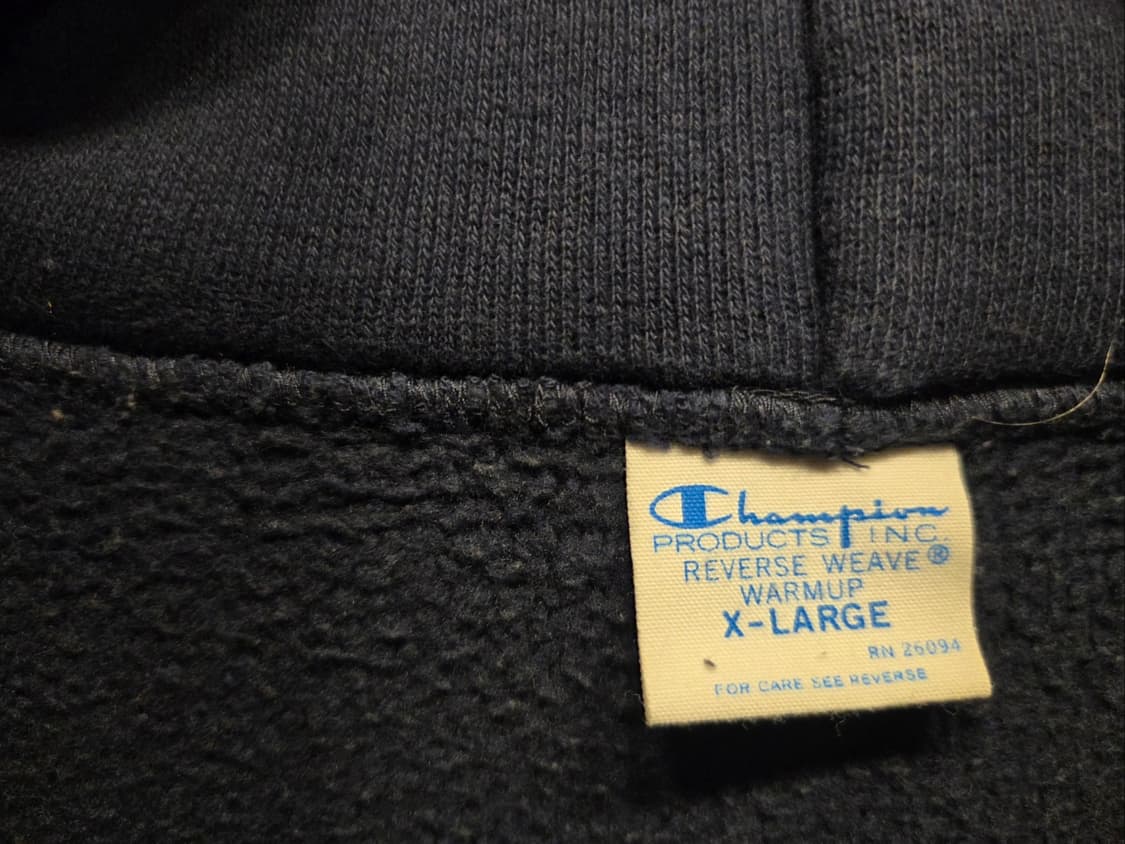 Champion
PRODUCTS INC.
REVERSE WEAVE®
WARMUP
X-LARGE
RN 26094
FOR CARE SEE REVERSE